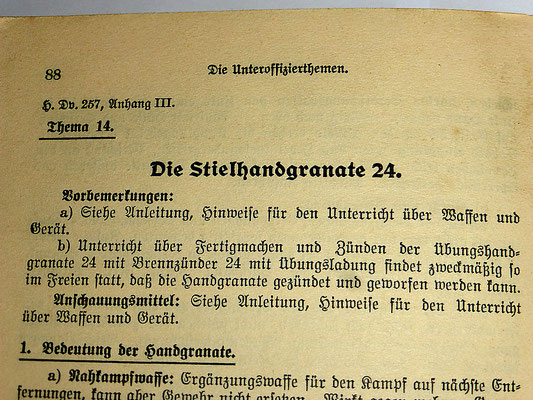 88
Die Unteroffizierthemen.
H. Dv. 257, Anhang III.
Thema 14.
Die Stielhandgranate 24.
Vorbemerkungen:
a) Siehe Anleitung, Hinweise für den Unterricht über Waffen und
Gerät.
b) Unterricht über Fertigmachen und Zünden der Übungshand-
granate 24 mit Brennzünder 24 mit Übungsladung findet zweckmäßig so
im Freien statt, daß die Handgranate gezündet und geworfen werden kann.
Anschauungsmittel: Siehe Anleitung, Hinweise für den Unterricht
über Waffen und Gerät.
1. Bedeutung der Handgranate.
a) Nahkampfwaffe: Ergänzungswaffe für den Kampf auf nächste Ent-
fernungen, kann aber Gewehr nicht ersetzen. Wirkt gegen